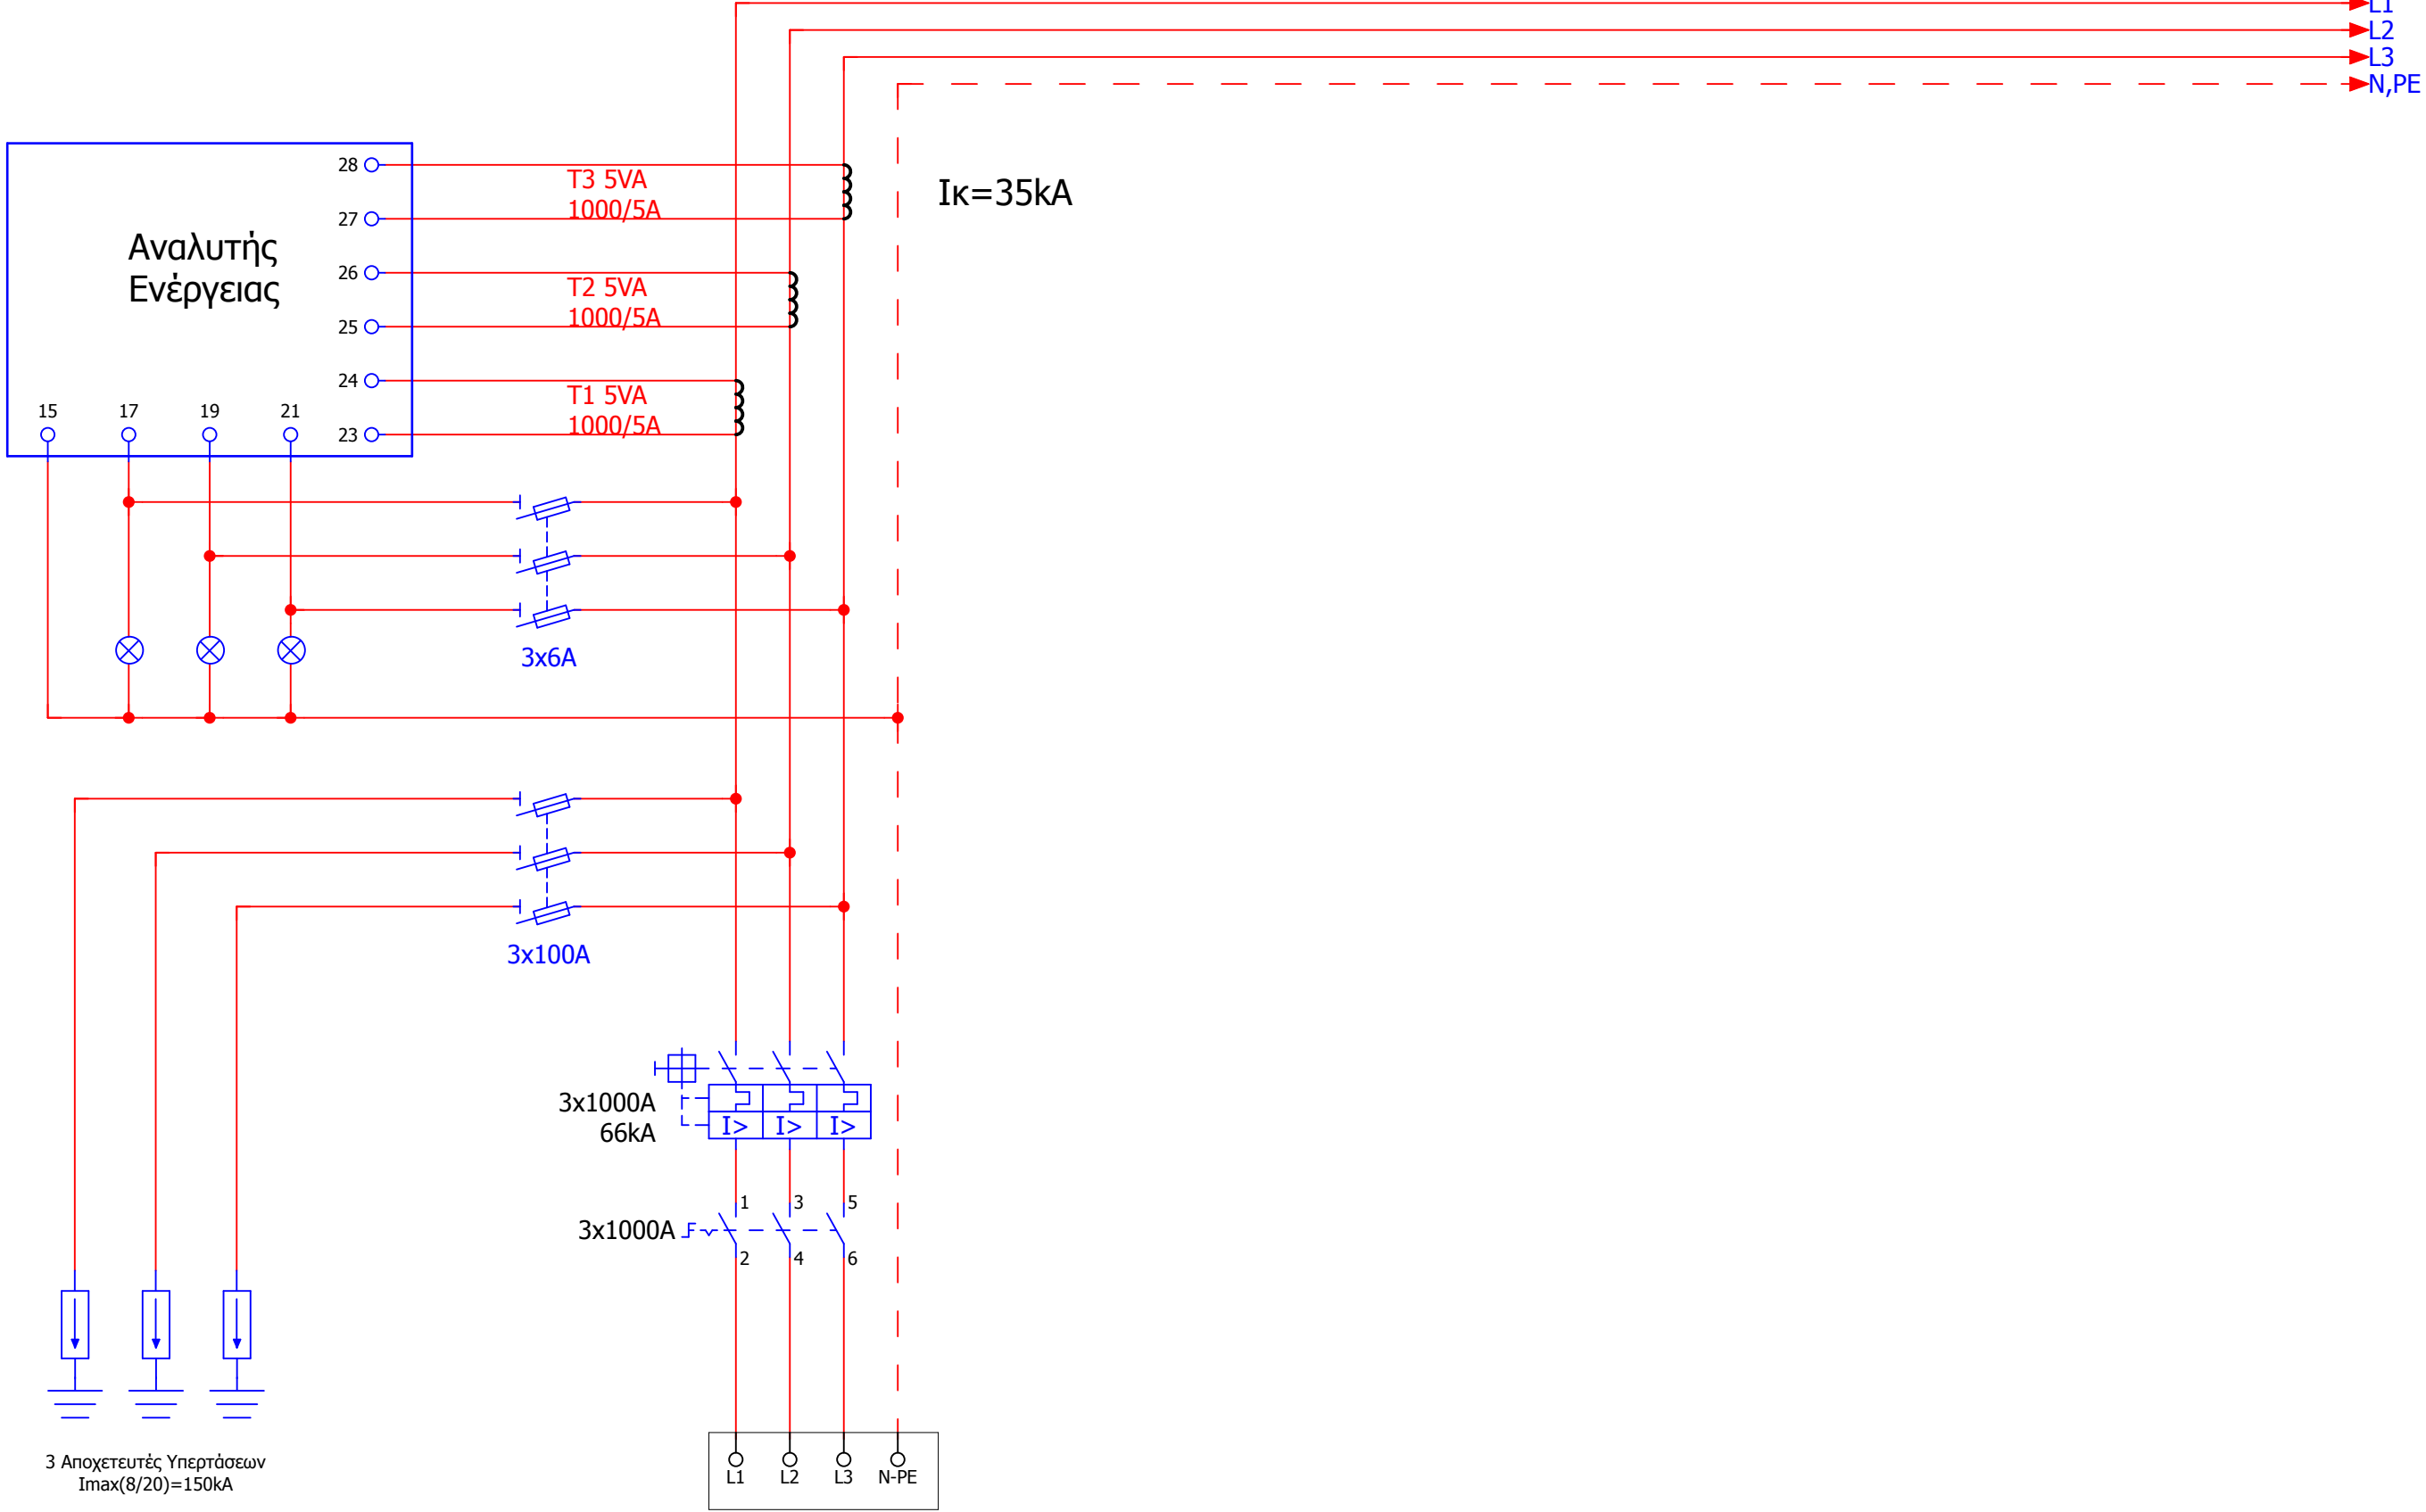 L1
L2
L3
N,PE
28
T3 5VA
1000/5A
27
Iκ=35kA
Αναλυτής
Ενέργειας
26
T2 5VA
1000/5A
25
24
T1 5VA
1000/5A
23
15 17 19 21
3x6A
3x100A
3x1000A
66kA
I> I> I>
1 3 5
3x1000A
2 4 6
L1 L2 L3 N-PE
3 Αποχετευτές Υπερτάσεων
Imax(8/20)=150kA